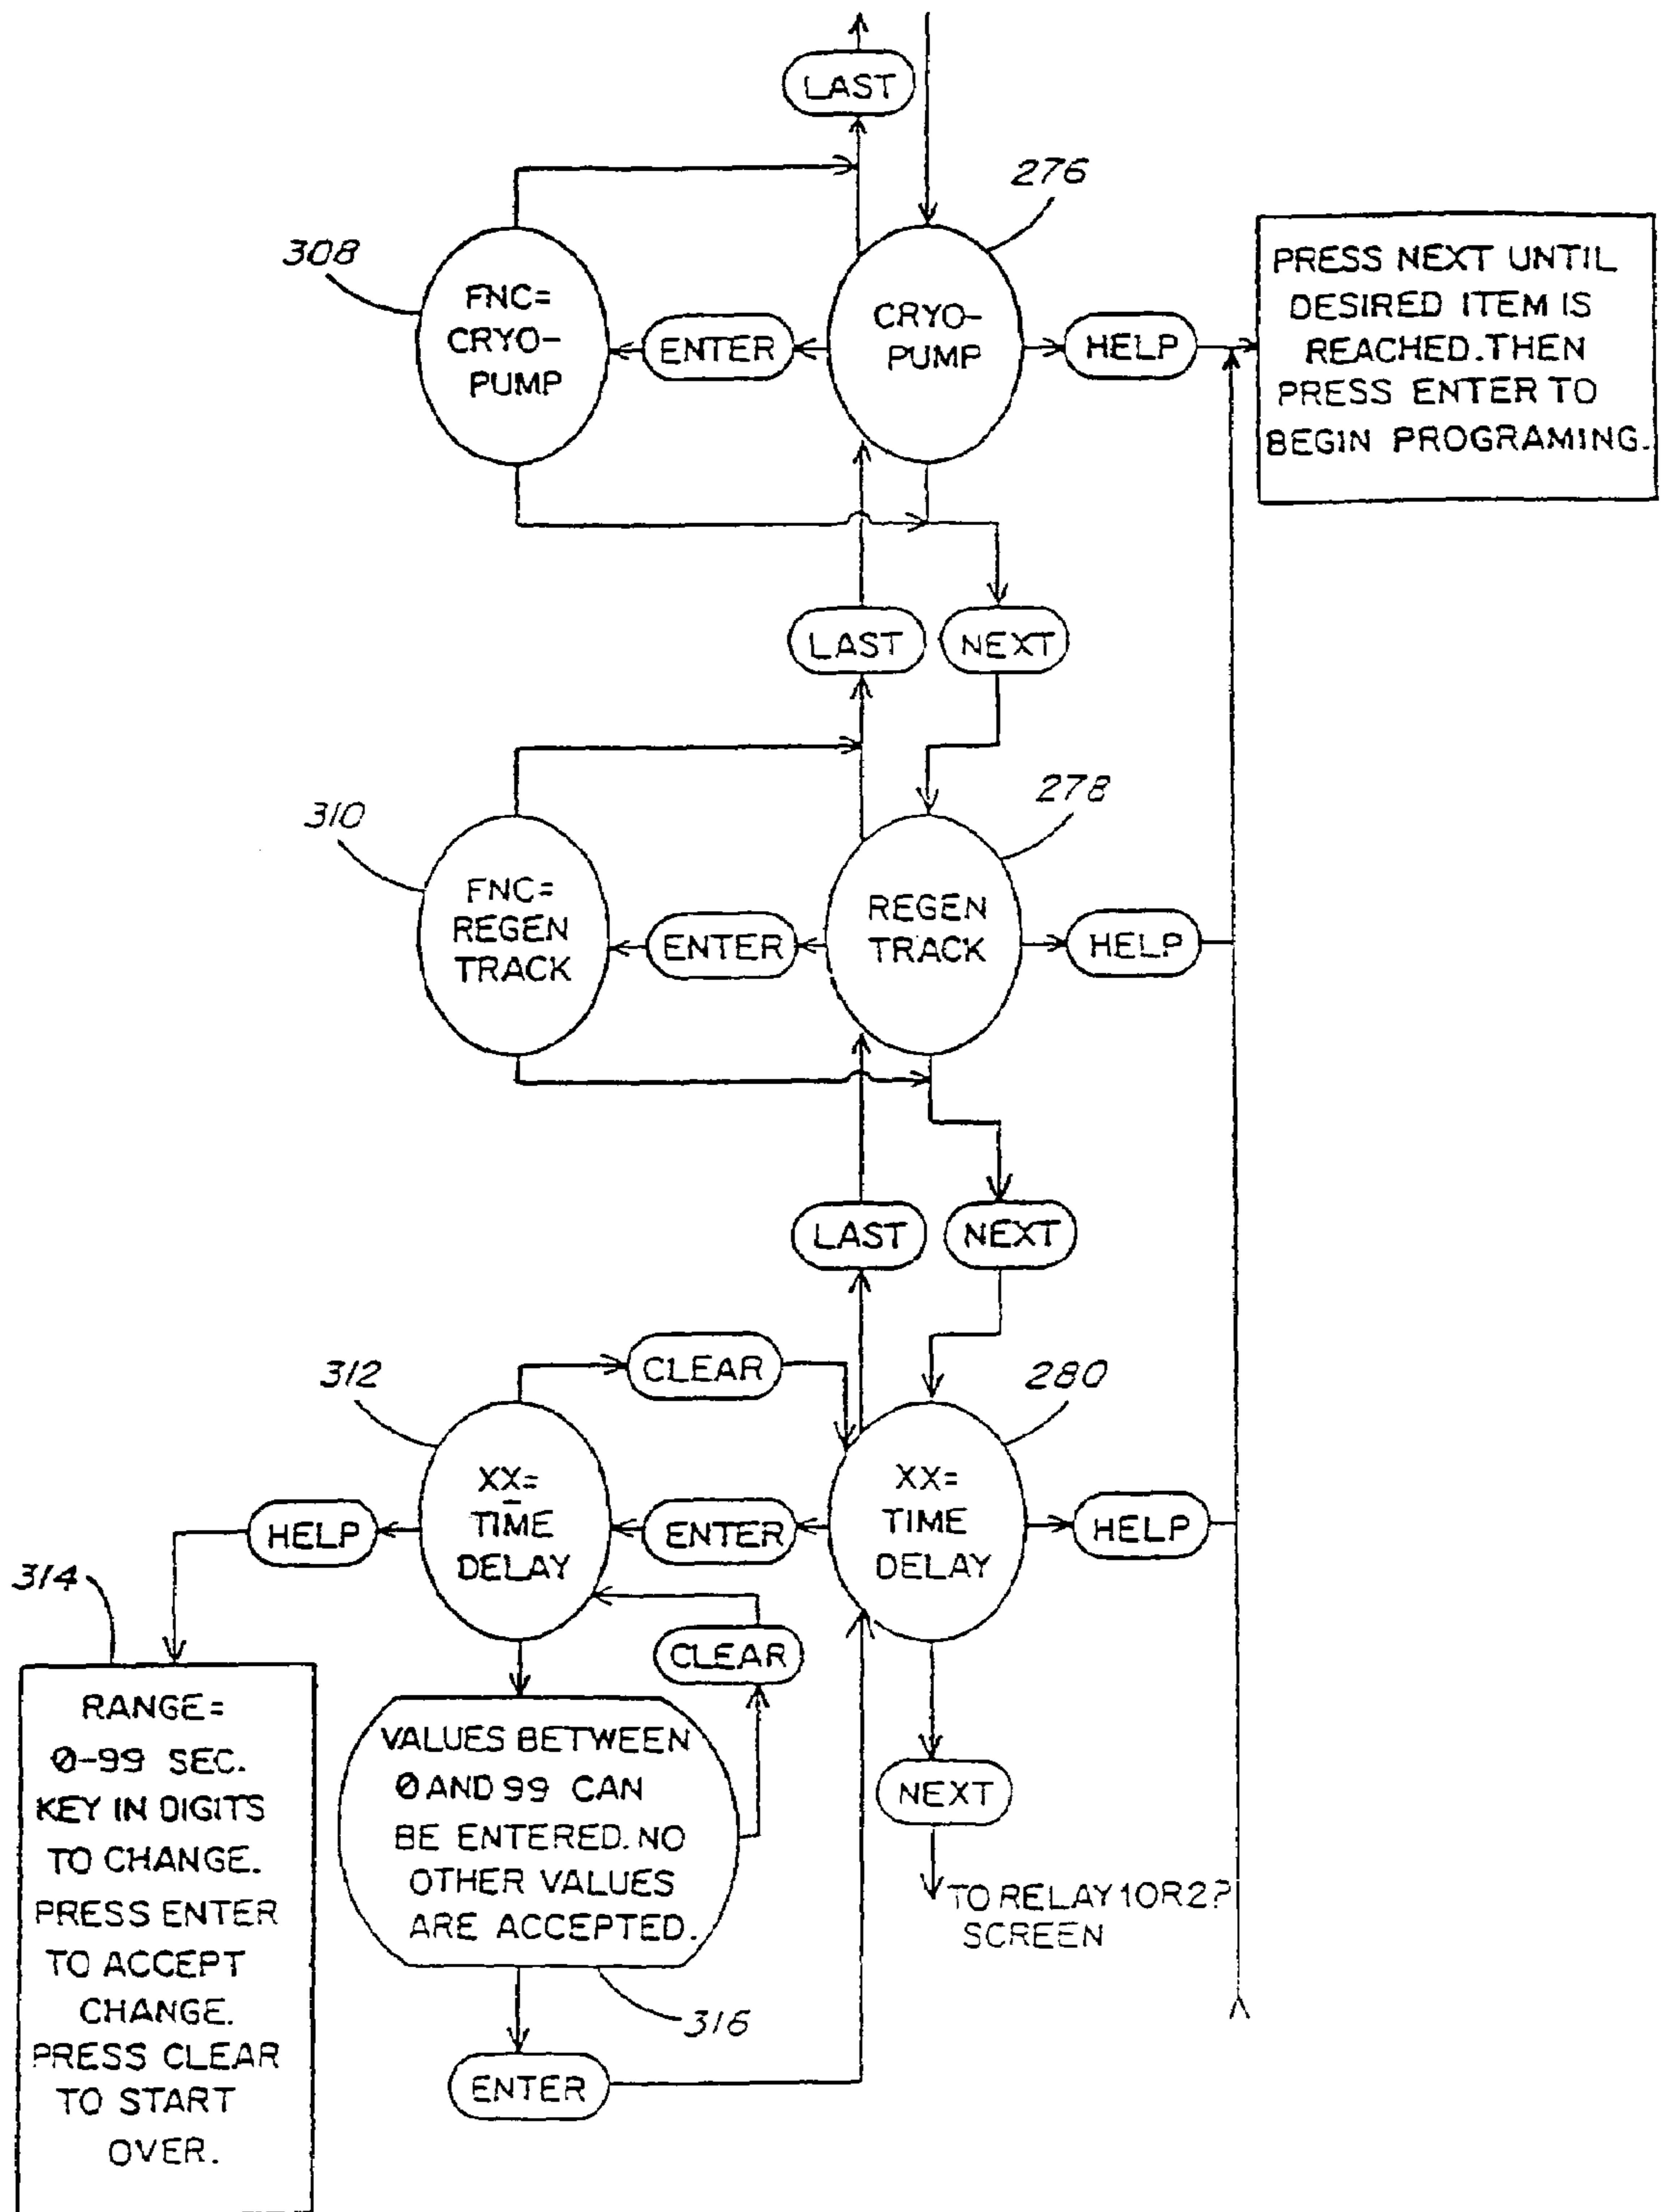 LAST
276
308
FNC=
CRYO-
PUMP
ENTER
CRYO-
PUMP
HELP
PRESS NEXT UNTIL
DESIRED ITEM IS
REACHED. THEN
PRESS ENTER TO
BEGIN PROGRAMING.
LAST
NEXT
310
278
FNC=
REGEN
TRACK
ENTER
REGEN
TRACK
HELP
LAST
NEXT
312
CLEAR
280
HELP
XX=
TIME
DELAY
ENTER
XX=
TIME
DELAY
HELP
314
CLEAR
RANGE=
0-99 SEC.
KEY IN DIGITS
TO CHANGE.
PRESS ENTER
TO ACCEPT
CHANGE.
PRESS CLEAR
TO START
OVER.
VALUES BETWEEN
0 AND 99 CAN
BE ENTERED. NO
OTHER VALUES
ARE ACCEPTED.
NEXT
TO RELAY 1 OR 2?
SCREEN
316
ENTER